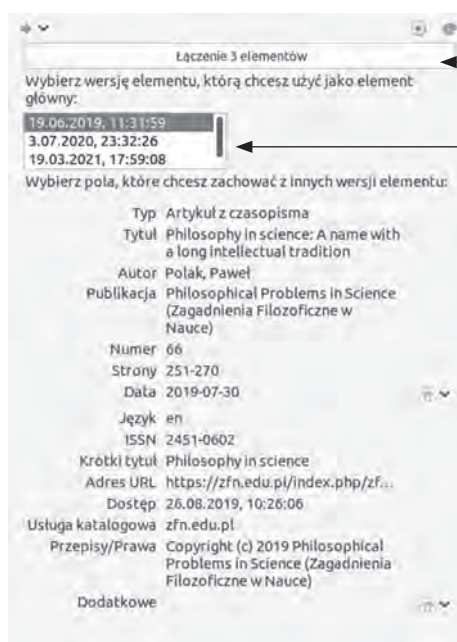 Łączenie 3 elementów
Wybierz wersję elementu, którą chcesz użyć jako element
główny:
19.06.2019, 11:31:59
3.07.2020, 23:32:26
19.03.2021, 17:59:08
Wybierz pola, które chcesz zachować z innych wersji elementu:
Typ Artykuł z czasopisma
Tytuł Philosophy in science: A name with
a long intellectual tradition
Autor Polak, Paweł
Publikacja Philosophical Problems in Science
(Zagadnienia Filozoficzne w
Nauce)
Numer 66
Strony 251-270
Data 2019-07-30
Język en
ISSN 2451-0602
Krótki tytuł Philosophy in science
Adres URL https://zfn.edu.pl/index.php/zf...
Dostęp 26.08.2019, 10:26:06
Usługa katalogowa zfn.edu.pl
Przepisy/Prawa Copyright (c) 2019 Philosophical
Problems in Science (Zagadnienia
Filozoficzne w Nauce)
Dodatkowe